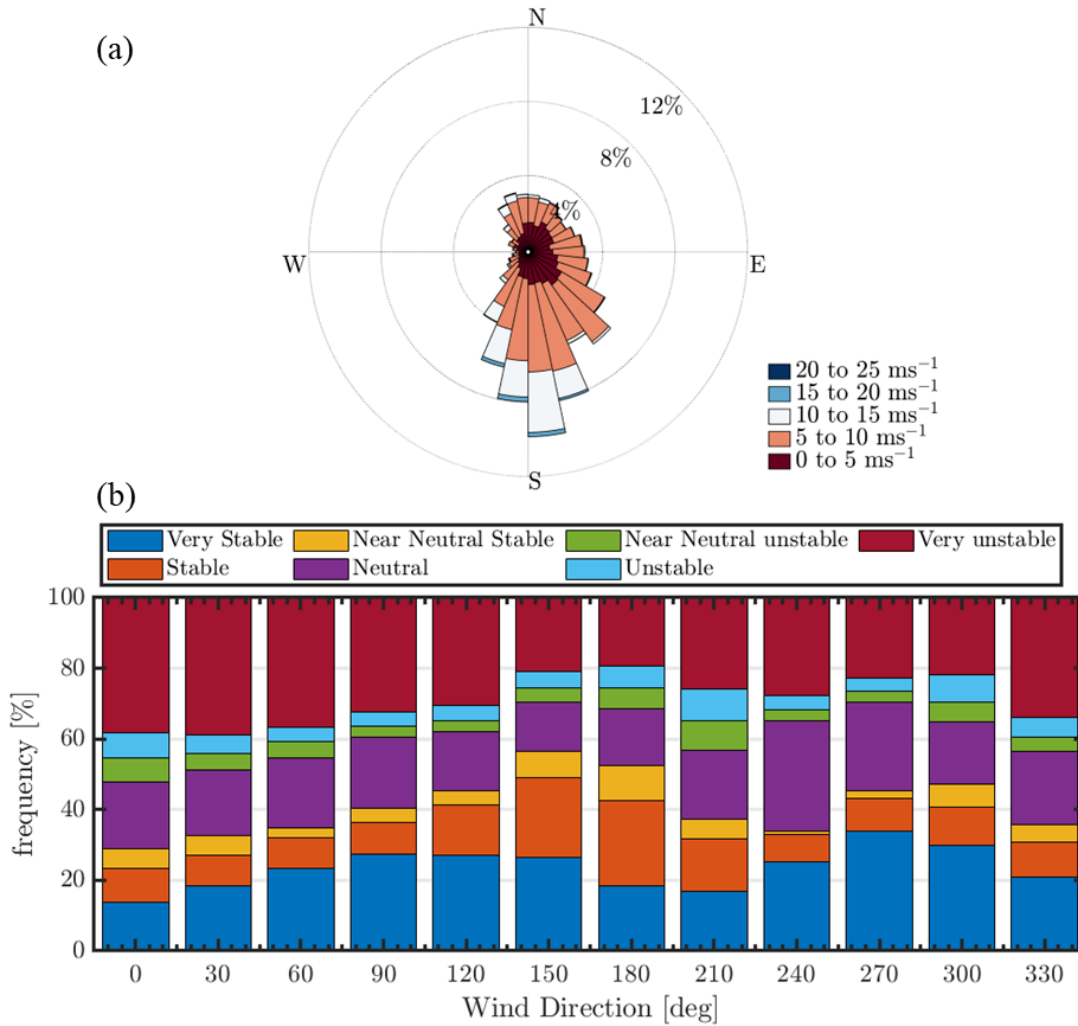 (a)
N
12%
8%
4%
W
E
S
20 to 25 ms⁻¹
15 to 20 ms⁻¹
10 to 15 ms⁻¹
5 to 10 ms⁻¹
0 to 5 ms⁻¹
(b)
Very Stable Near Neutral Stable Near Neutral unstable Very unstable
Stable Neutral Unstable
100
80
60
40
20
0
frequency [%]
0 30 60 90 120 150 180 210 240 270 300 330
Wind Direction [deg]